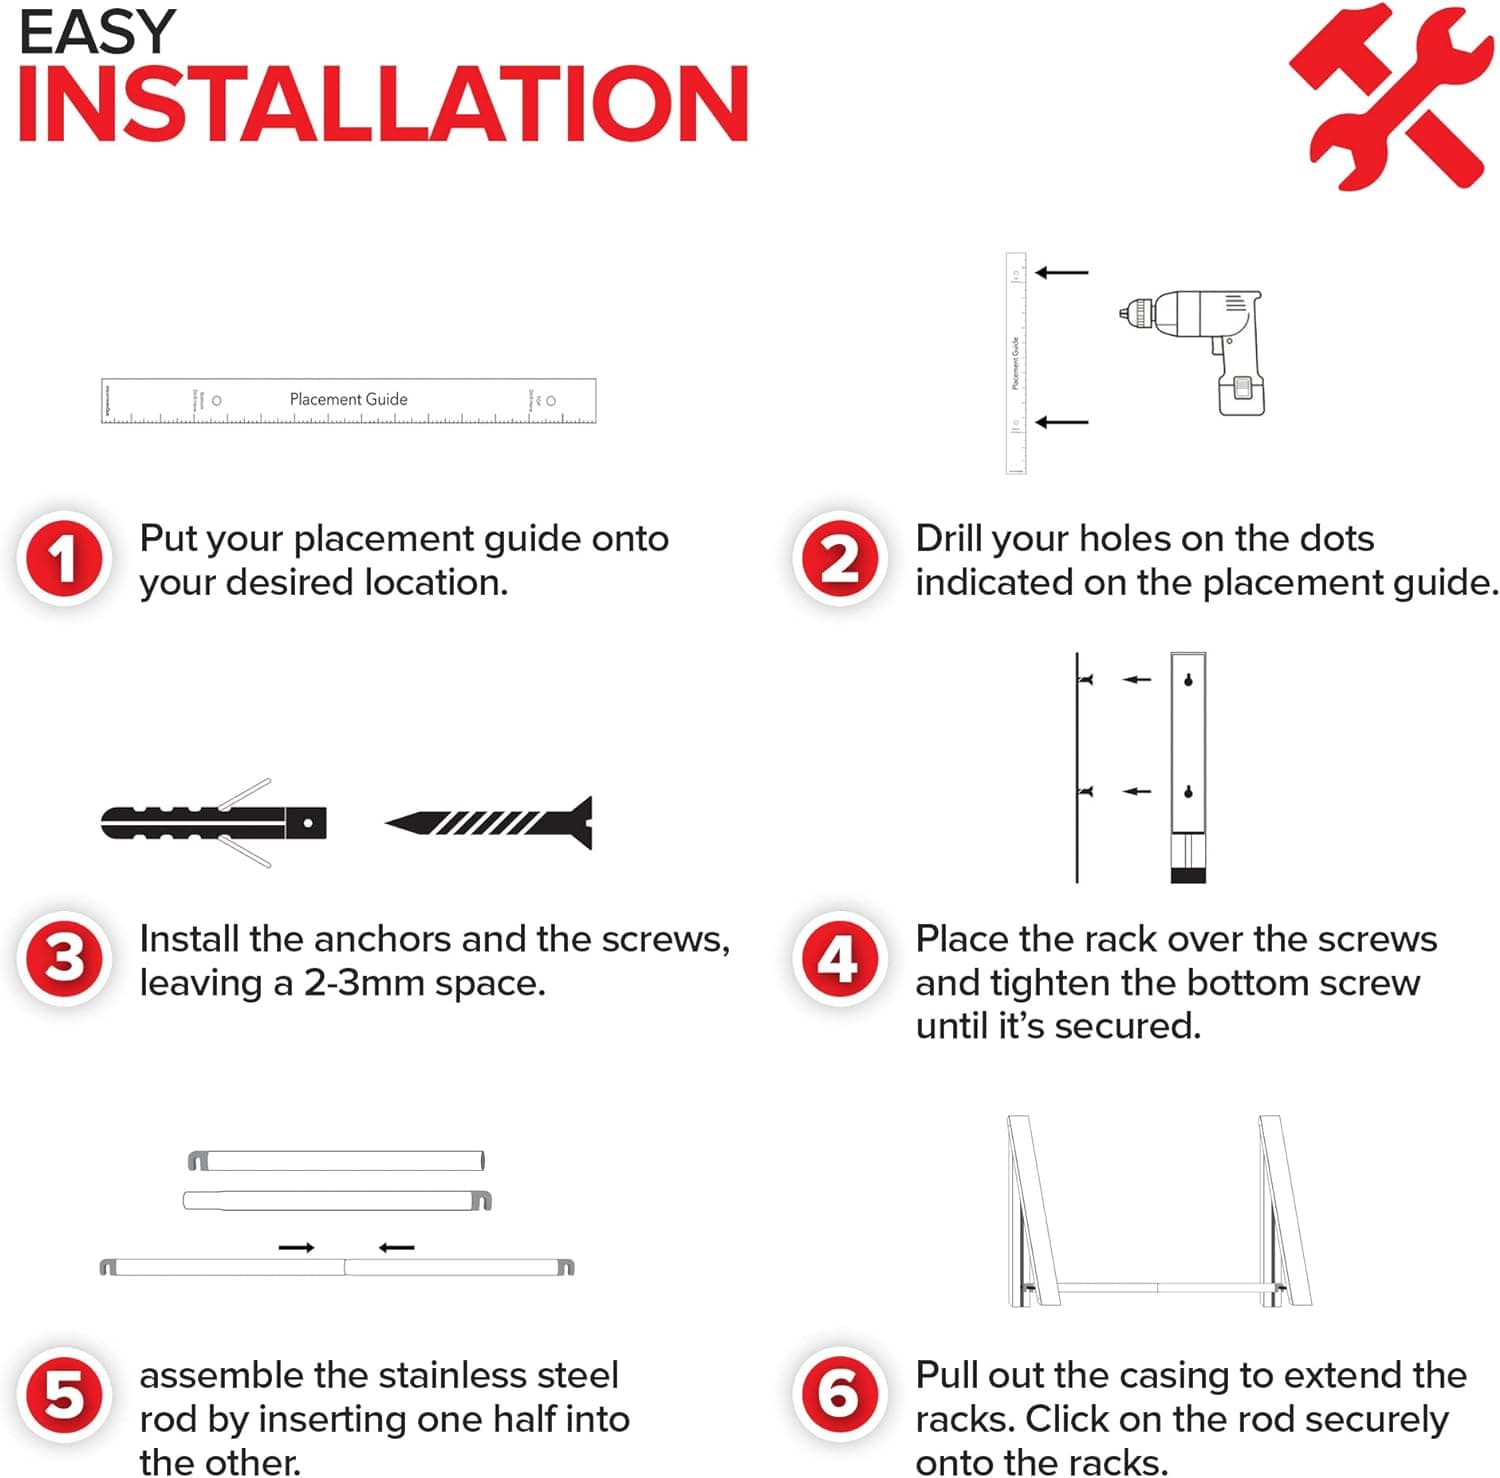 EASY
INSTALLATION
Placement Guide
Placement Guide
1
Put your placement guide onto
your desired location.
2
Drill your holes on the dots
indicated on the placement guide.
3
Install the anchors and the screws,
leaving a 2-3mm space.
4
Place the rack over the screws
and tighten the bottom screw
until it’s secured.
5
assemble the stainless steel
rod by inserting one half into
the other.
6
Pull out the casing to extend the
racks. Click on the rod securely
onto the racks.